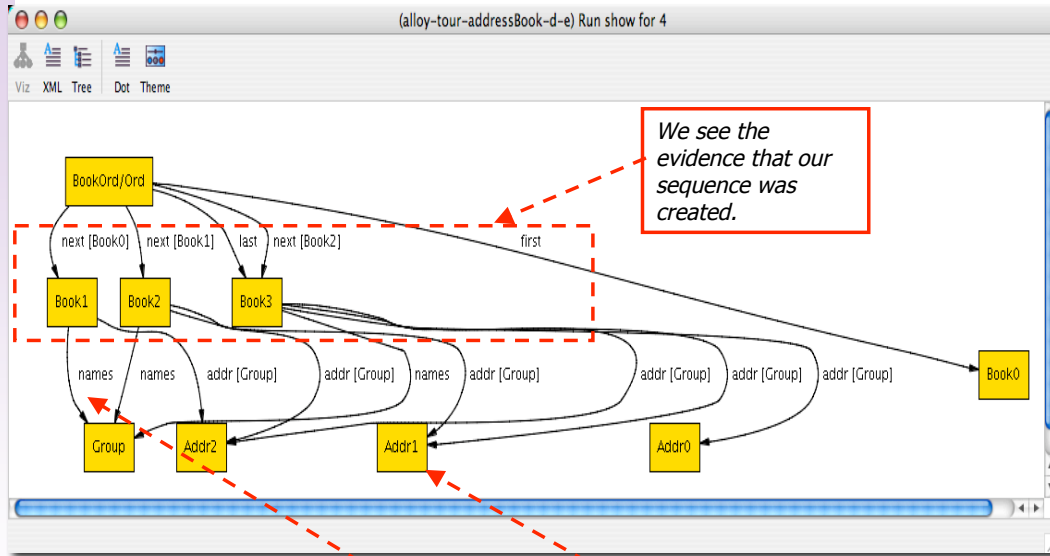 (alloy-tour-addressBook-d-e) Run show for 4
Viz XML Tree Dot Theme
We see the
evidence that our
sequence was
created.
BookOrd/Ord
next [Book0] next [Book1] last next [Book2] first
Book1 Book2 Book3
Book0
names names addr [Group] addr [Group] names addr [Group] addr [Group] addr [Group] addr [Group]
Group Addr2 Addr1 Addr0